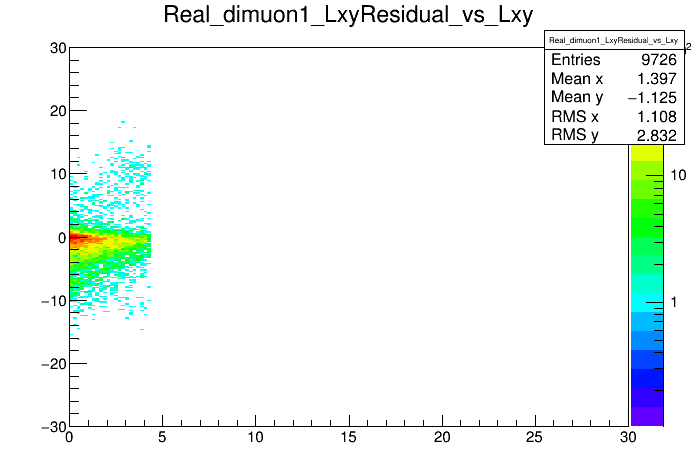 Real_dimuon1_LxyResidual_vs_Lxy
Real_dimuon1_LxyResidual_vs_Lxy
Entries 9726
Mean x 1.397
Mean y −1.125
RMS x 1.108
RMS y 2.832
2
30
20
10
0
−10
−20
−30
10
1
0 5 10 15 20 25 30